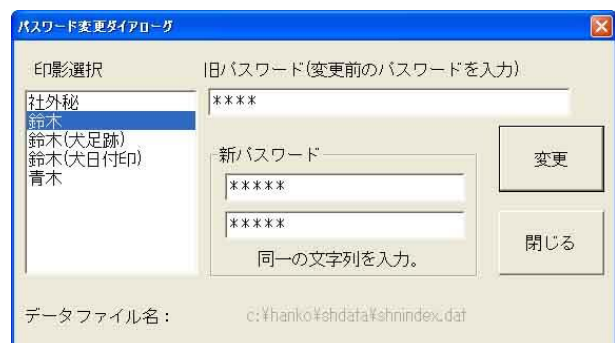 パスワード変更ダイアローグ
印影選択
旧パスワード(変更前のパスワードを入力)
社外秘
鈴木
鈴木(犬足跡)
鈴木(犬日付印)
青木
****
新パスワード
*****
*****
同一の文字列を入力。
変更
閉じる
データファイル名：
c:¥hanko¥shdata¥shnindex.dat